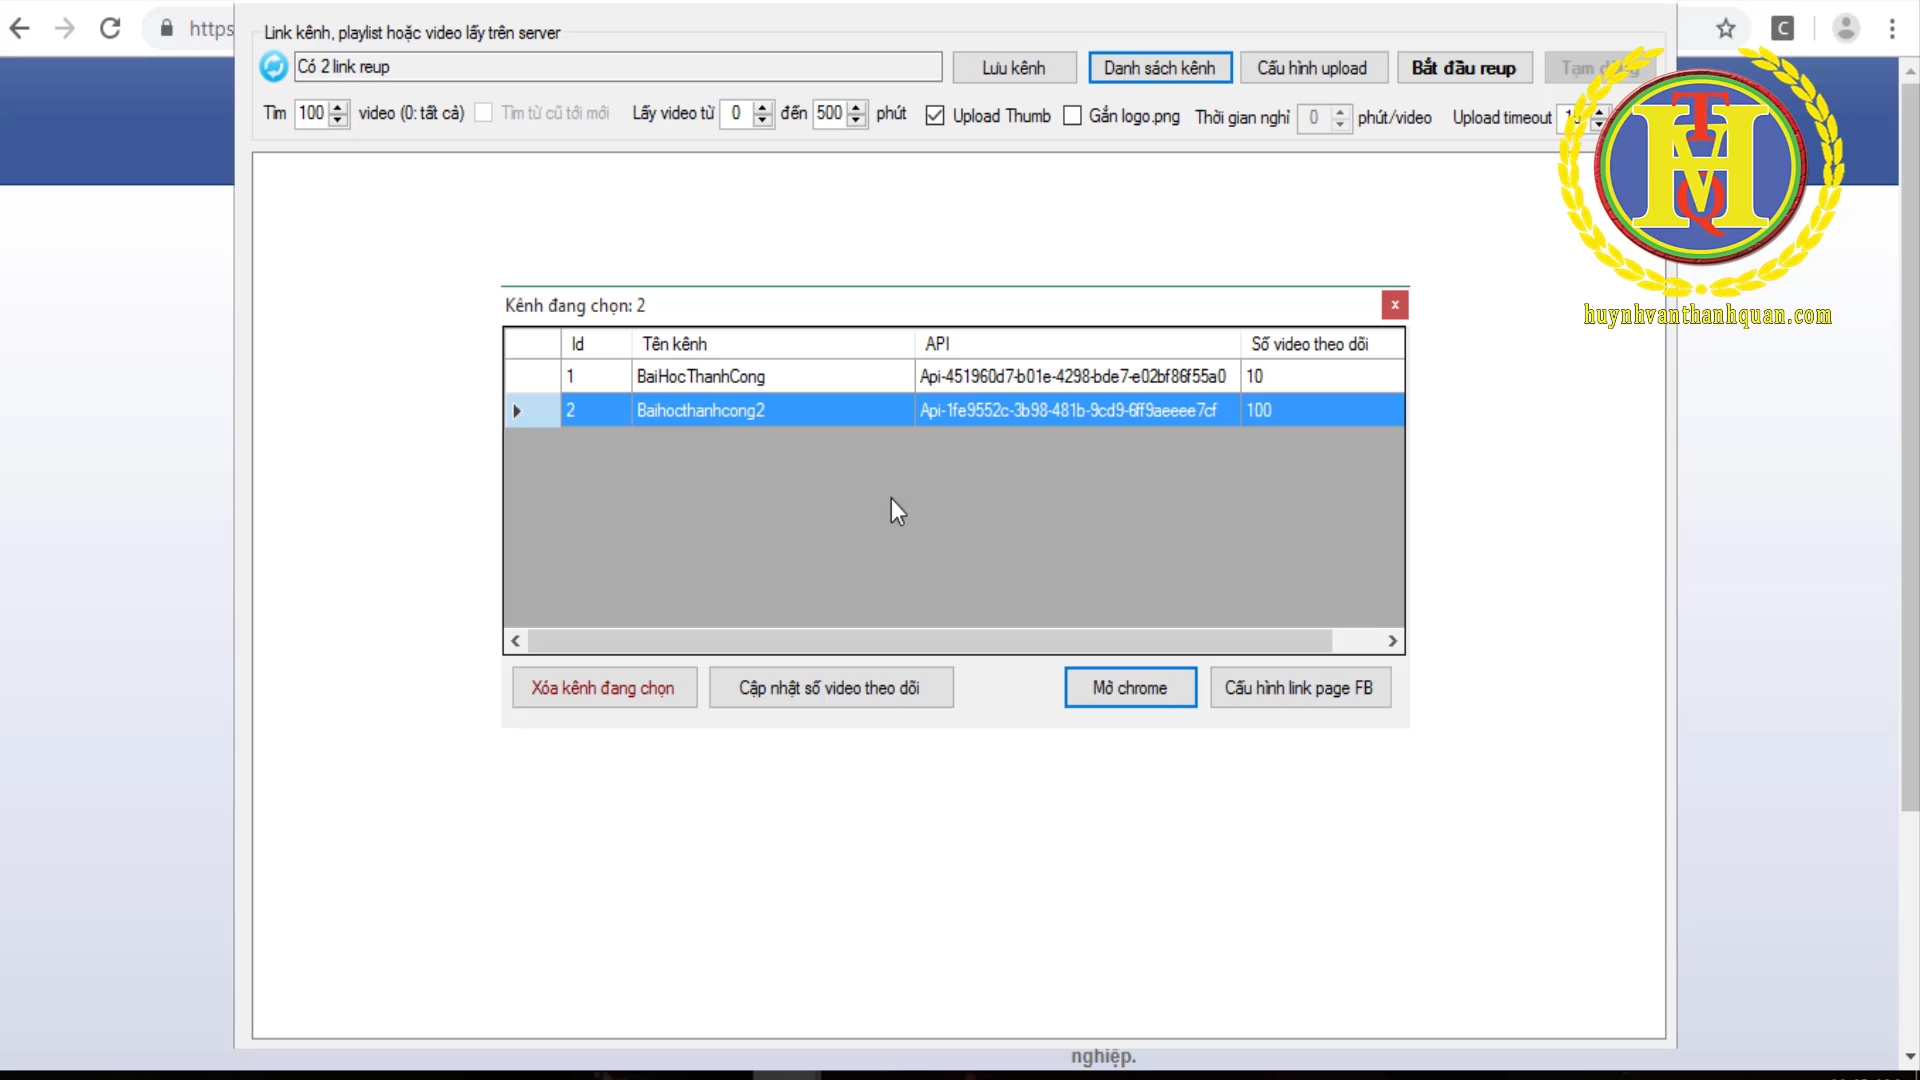 https
Link kênh, playlist hoặc video lấy trên server
Có 2 link reup
Lưu kênh
Danh sách kênh
Cấu hình upload
Bắt đầu reup
Tìm 100 video (0: tất cả)
Tìm từ cũ tới mới
Lấy video từ 0 đến 500 phút
Upload Thumb
Gắn logo.png
Thời gian nghỉ 0 phút/video
Upload timeout
huynhvanthanhquan.com
Kênh đang chọn: 2
Id Tên kênh API Số video theo dõi
1 BaiHocThanhCong Api-451960d7-b01e-4298-bde7-e02bf86f55a0 10
2 Baihocthanhcong2 Api-1fe9552c-3b98-481b-9cd9-6ff9aeeee7cf 100
Xóa kênh đang chọn
Cập nhật số video theo dõi
Mở chrome
Cấu hình link page FB
nghiệp.